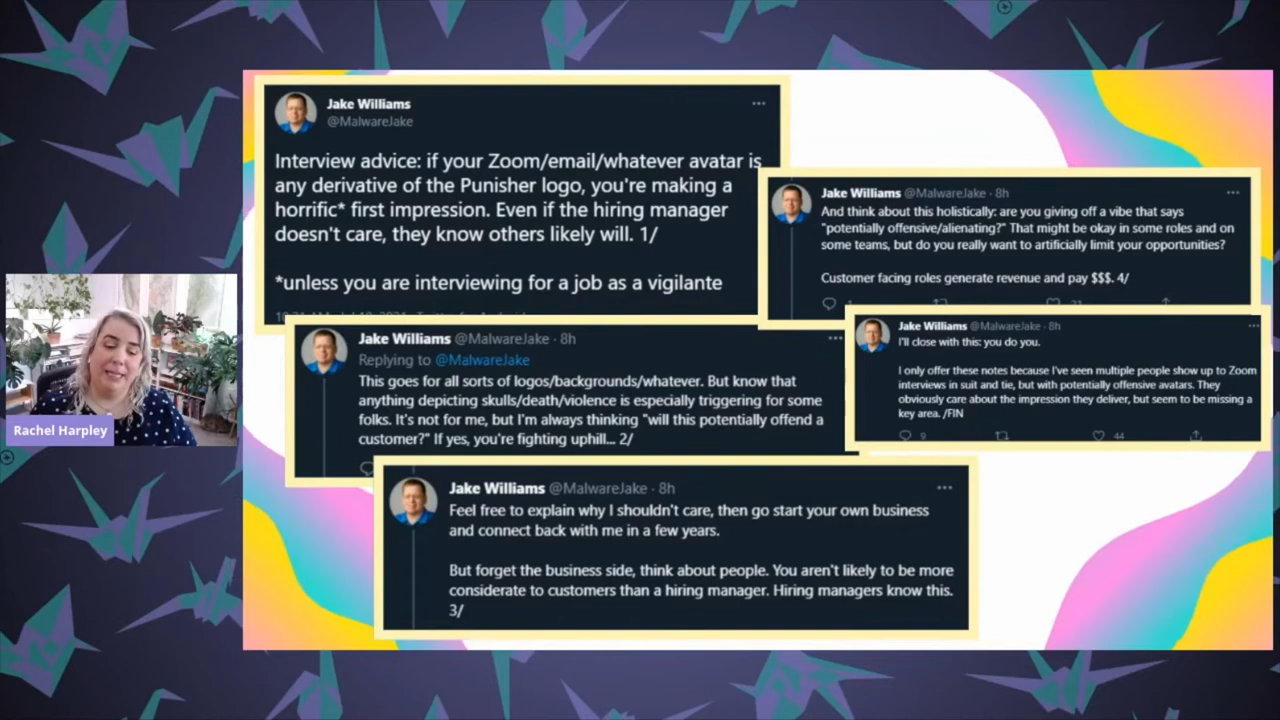 Jake Williams
@MalwareJake
Interview advice: if your Zoom/email/whatever avatar is
any derivative of the Punisher logo, you're making a
horrific* first impression. Even if the hiring manager
doesn't care, they know others likely will. 1/
*unless you are interviewing for a job as a vigilante
Jake Williams @MalwareJake · 8h
Replying to @MalwareJake
This goes for all sorts of logos/backgrounds/whatever. But know that
anything depicting skulls/death/violence is especially triggering for some
folks. It's not for me, but I'm always thinking "will this potentially offend a
customer?" If yes, you're fighting uphill... 2/
Jake Williams @MalwareJake · 8h
Feel free to explain why I shouldn't care, then go start your own business
and connect back with me in a few years.
But forget the business side, think about people. You aren't likely to be more
considerate to customers than a hiring manager. Hiring managers know this.
3/
Jake Williams @MalwareJake · 8h
And think about this holistically: are you giving off a vibe that says
"potentially offensive/alienating?" That might be okay in some roles and on
some teams, but do you really want to artificially limit your opportunities?
Customer facing roles generate revenue and pay $$$. 4/
Jake Williams @MalwareJake · 8h
I'll close with this: you do you.
I only offer these notes because I've seen multiple people show up to Zoom
interviews in suit and tie, but with potentially offensive avatars. They
obviously care about the impression they deliver, but seem to be missing a
key area. /FIN
9 44
Rachel Harpley